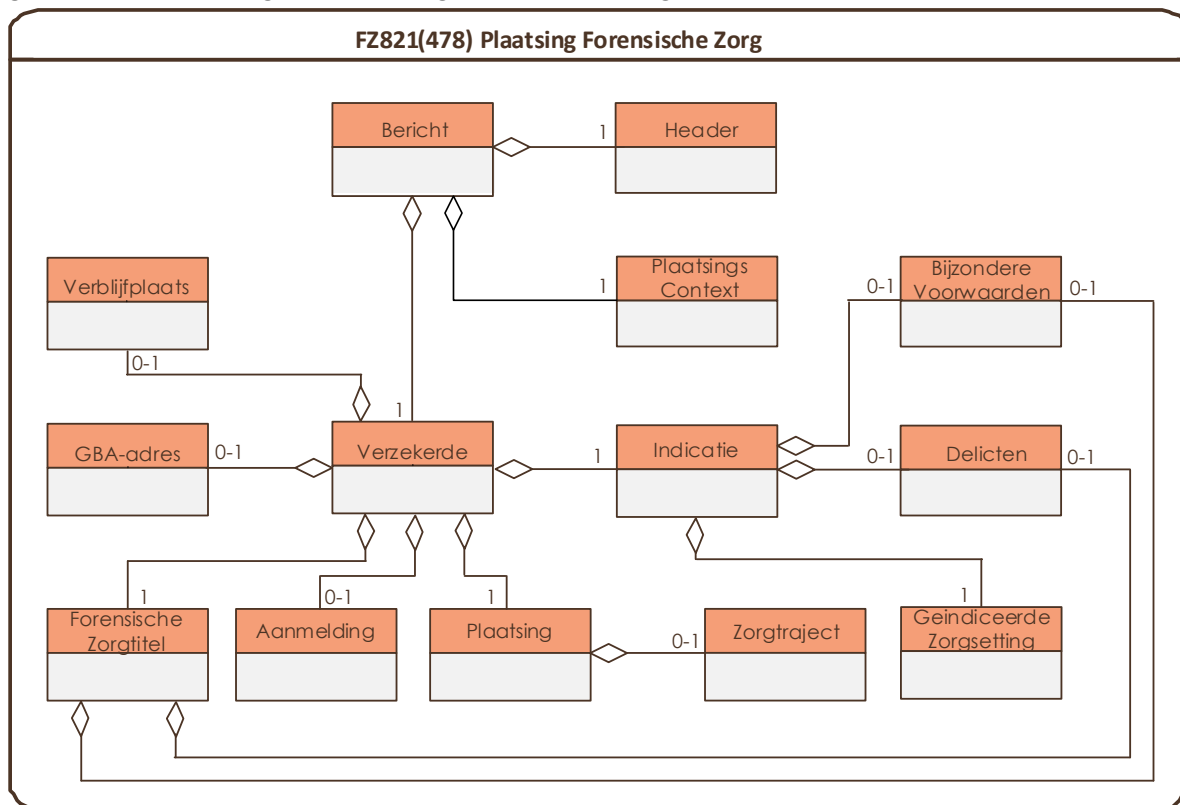 FZ821(478) Plaatsing Forensische Zorg
Bericht
1
Header
Verblijfplaats
0-1
1
Plaatsings
Context
0-1
Bijzondere
Voorwaarden
0-1
GBA-adres
0-1
1
Verzekerde
1
Indicatie
0-1
Delicten
0-1
1
Forensische
Zorgtitel
0-1
Aanmelding
1
Plaatsing
0-1
Zorgtraject
1
Geindiceerde
Zorgsetting